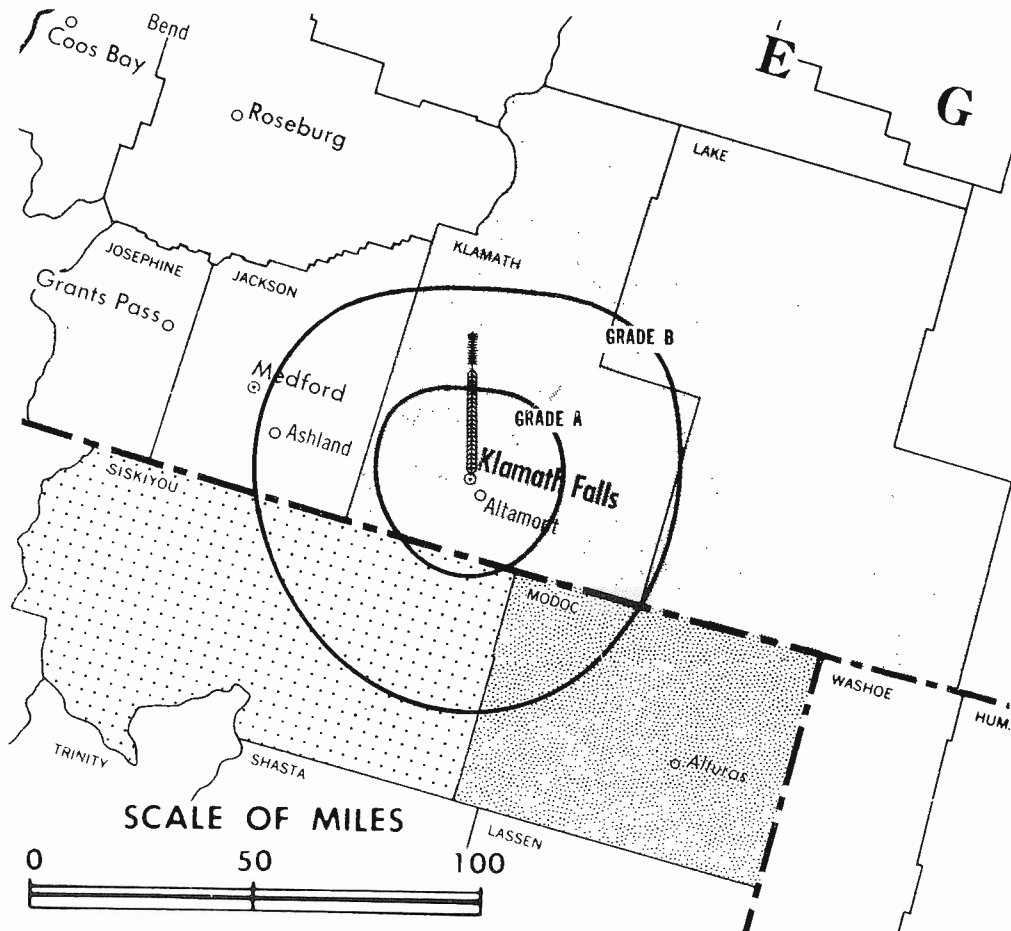 Bend
Coos Bay
E
G
Roseburg
LAKE
JOSEPHINE
JACKSON
KLAMATH
Grants Pass
GRADE B
Medford
GRADE A
Ashland
Klamath Falls
SISKIYOU
Altamont
MODOC
WASHOE
HUM.
TRINITY
SHASTA
Alturas
SCALE OF MILES
LASSEN
0 50 100